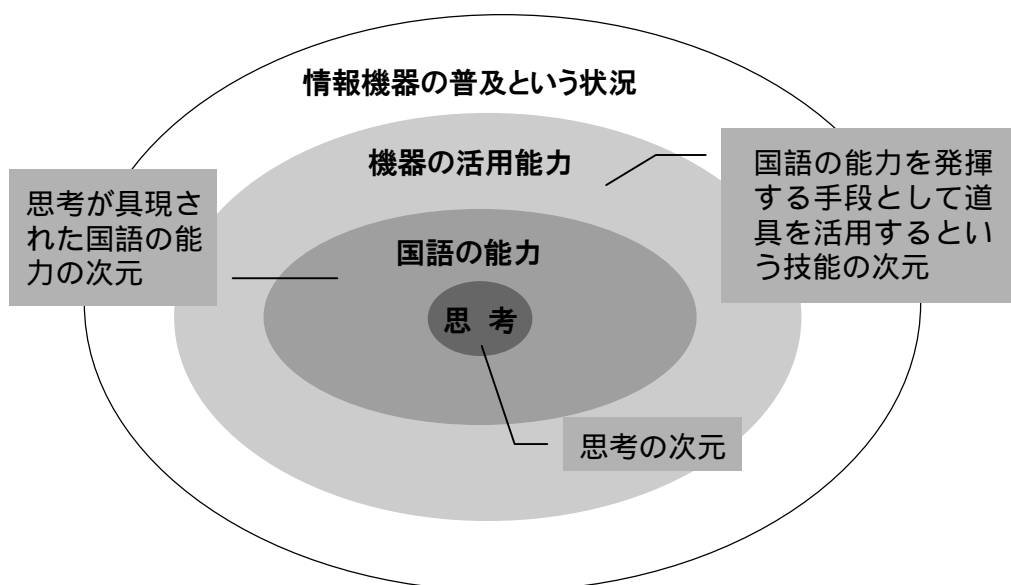 情報機器の普及という状況
機器の活用能力
国語の能力を発揮
する手段として道
具を活用するとい
う技能の次元
思考が具現さ
れた国語の能
力の次元
国語の能力
思 考
思考の次元